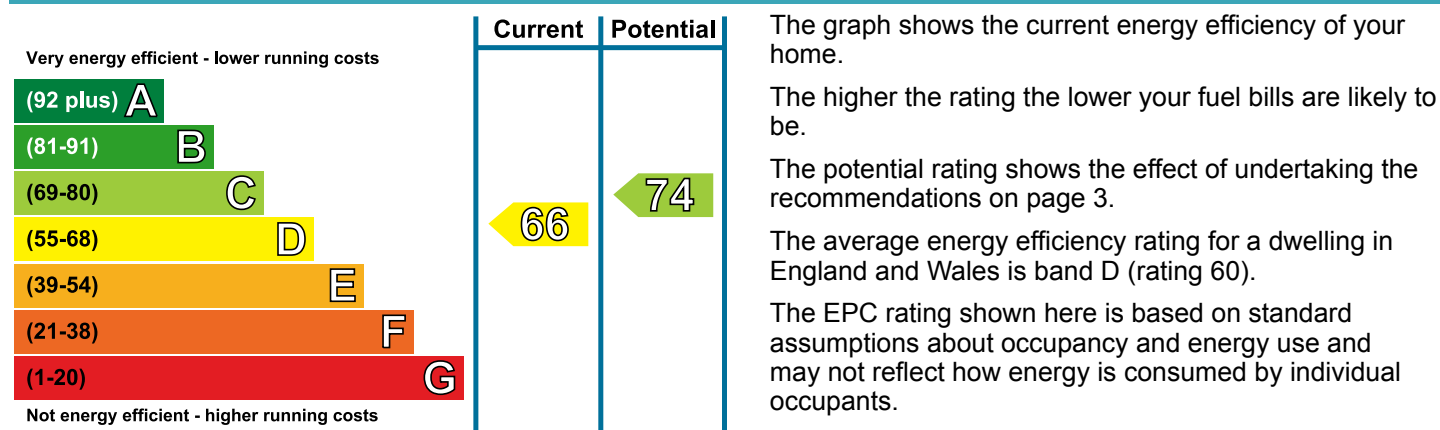 Current Potential
Very energy efficient - lower running costs
(92 plus) A
(81-91) B
(69-80) C
(55-68) D
(39-54) E
(21-38) F
(1-20) G
Not energy efficient - higher running costs
66
74
The graph shows the current energy efficiency of your
home.
The higher the rating the lower your fuel bills are likely to
be.
The potential rating shows the effect of undertaking the
recommendations on page 3.
The average energy efficiency rating for a dwelling in
England and Wales is band D (rating 60).
The EPC rating shown here is based on standard
assumptions about occupancy and energy use and
may not reflect how energy is consumed by individual
occupants.